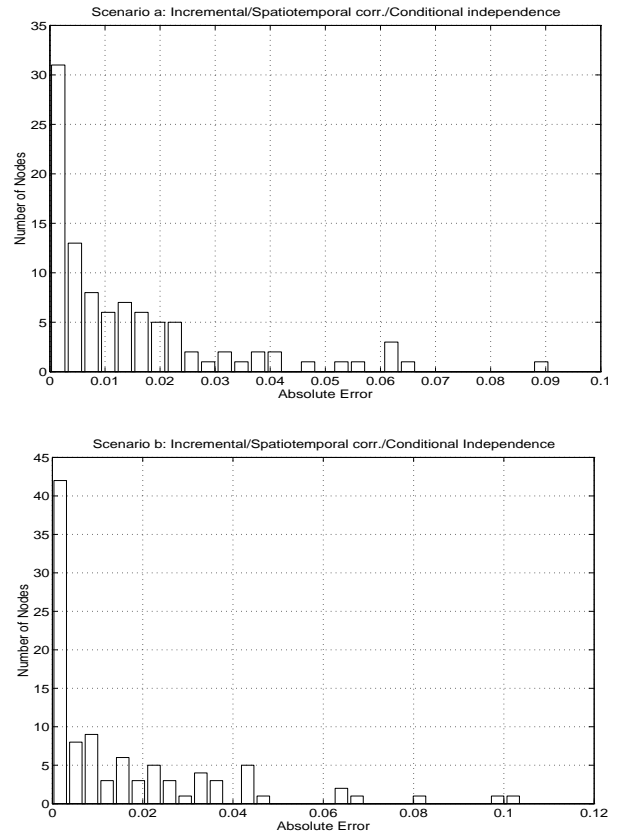 Scenario a: Incremental/Spatiotemporal corr./Conditional independence
35
30
25
20
15
10
5
0
Number of Nodes
0 0.01 0.02 0.03 0.04 0.05 0.06 0.07 0.08 0.09 0.1
Absolute Error
Scenario b: Incremental/Spatiotemporal corr./Conditional Independence
45
40
35
30
25
20
15
10
5
0
Number of Nodes
0 0.02 0.04 0.06 0.08 0.1 0.12
Absolute Error